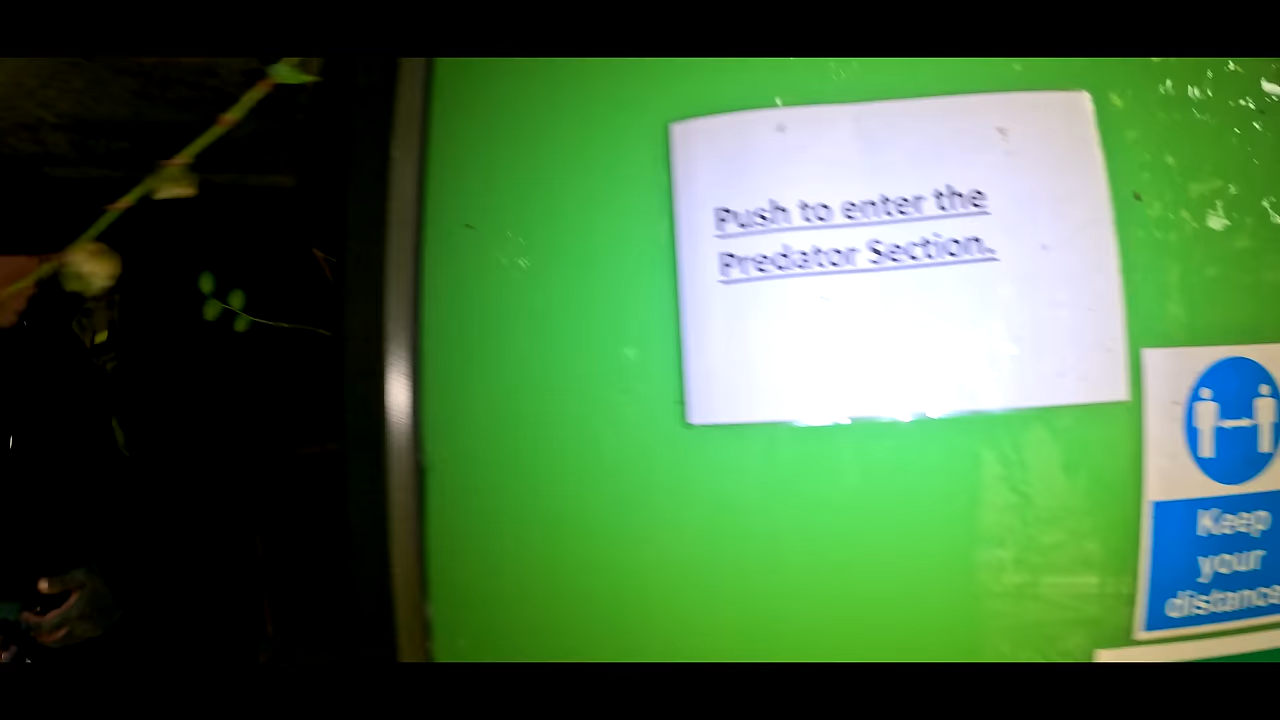 Push to enter the
Predator Section.
Keep
your
distance